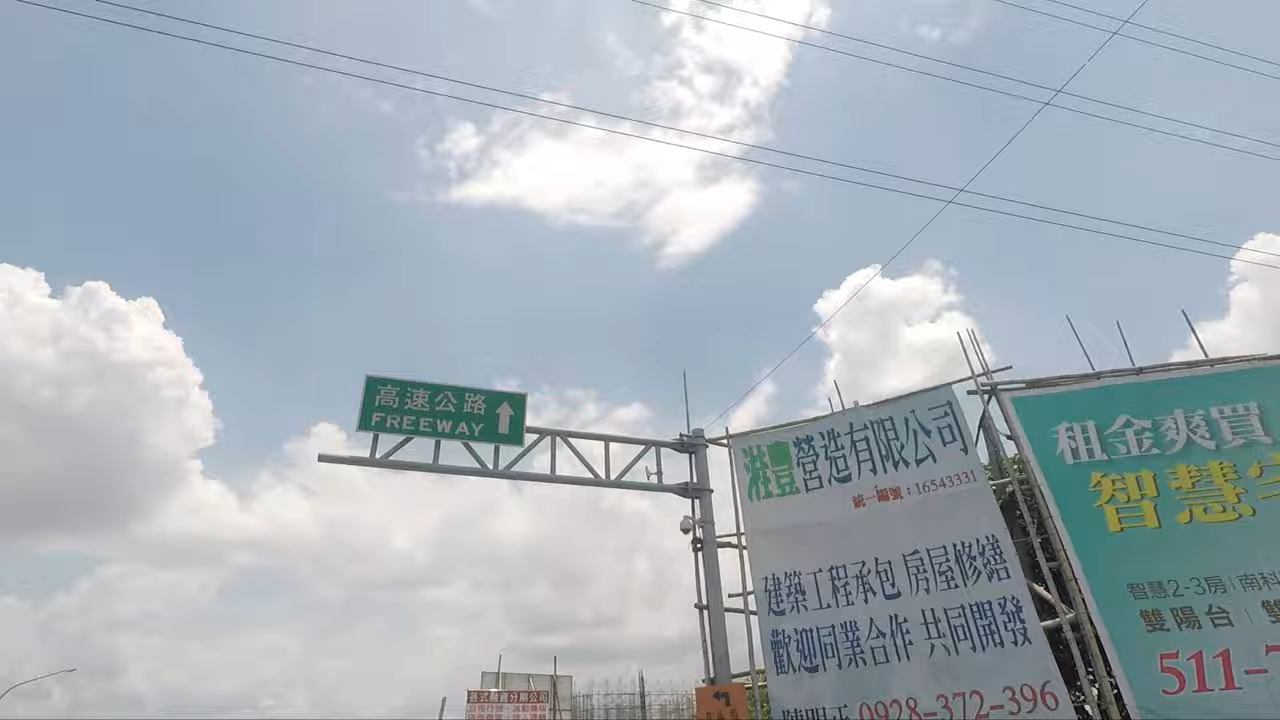 高速公路
FREEWAY
營造有限公司
統一編號:16543331
建築工程承包 房屋修繕
歡迎同業合作 共同開發
0928-372-396
租金爽買
智慧
智慧2-3房|南科
雙陽台
511-7